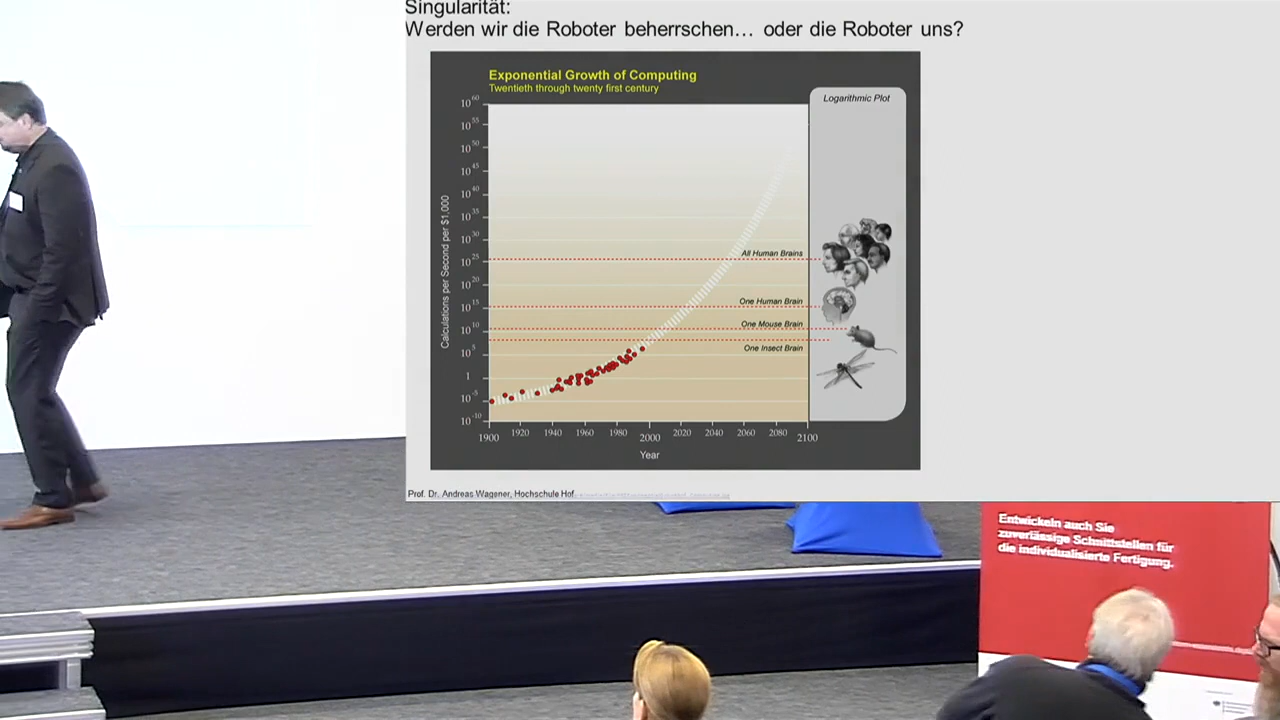 Singularität:
Werden wir die Roboter beherrschen… oder die Roboter uns?
Exponential Growth of Computing
Twentieth through twenty first century
Logarithmic Plot
Calculations per Second per $1,000
10^60
10^55
10^50
10^45
10^40
10^35
10^30
10^25
10^20
10^15
10^10
10^5
1
10^-5
10^-10
All Human Brains
One Human Brain
One Mouse Brain
One Insect Brain
1900 1920 1940 1960 1980 2000 2020 2040 2060 2080 2100
Year
Prof. Dr. Andreas Wagener, Hochschule Hof
Entwickeln auch Sie
zuverlässige Schnittstellen für
die individualisierte Fertigung.